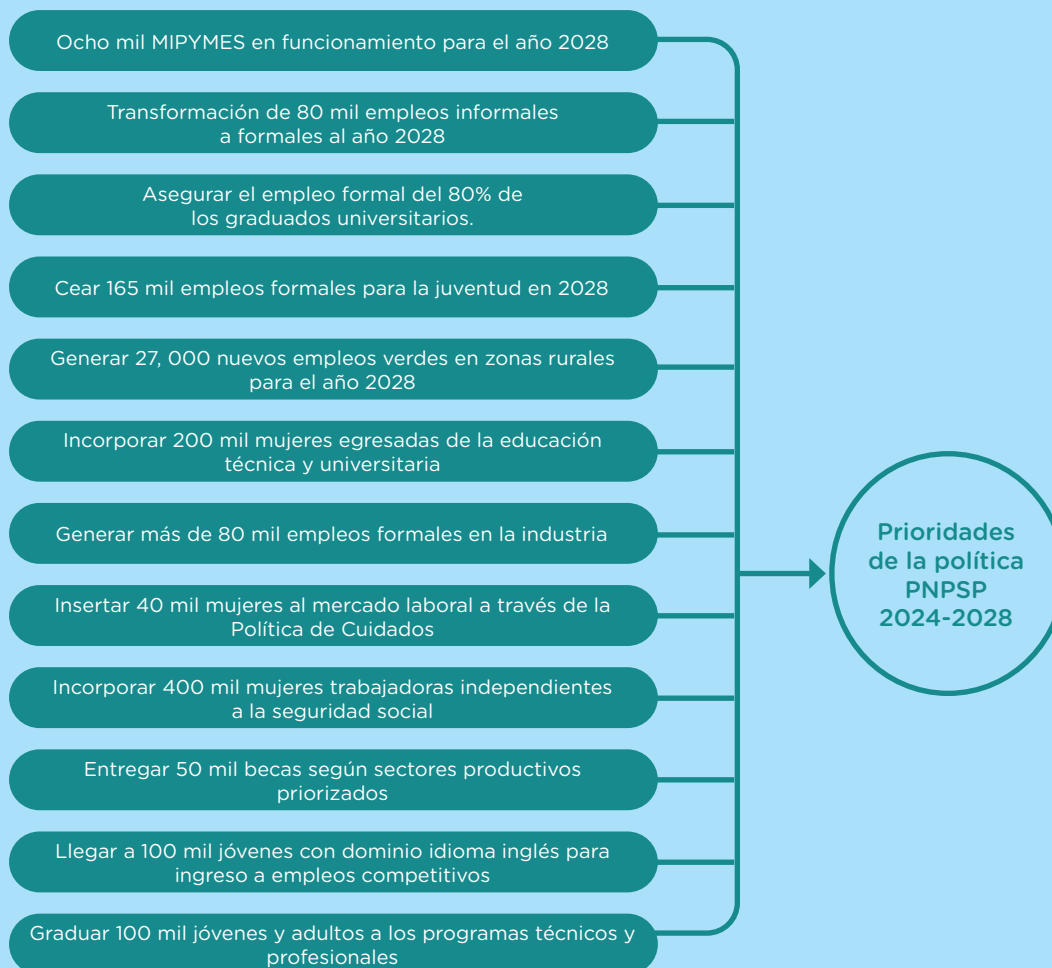 Ocho mil MIPYMES en funcionamiento para el año 2028
Transformación de 80 mil empleos informales
a formales al año 2028
Asegurar el empleo formal del 80% de
los graduados universitarios.
Cear 165 mil empleos formales para la juventud en 2028
Generar 27, 000 nuevos empleos verdes en zonas rurales
para el año 2028
Incorporar 200 mil mujeres egresadas de la educación
técnica y universitaria
Generar más de 80 mil empleos formales en la industria
Insertar 40 mil mujeres al mercado laboral a través de la
Política de Cuidados
Incorporar 400 mil mujeres trabajadoras independientes
a la seguridad social
Entregar 50 mil becas según sectores productivos
priorizados
Llegar a 100 mil jóvenes con dominio idioma inglés para
ingreso a empleos competitivos
Graduar 100 mil jóvenes y adultos a los programas técnicos y
profesionales
Prioridades
de la política
PNPSP
2024-2028